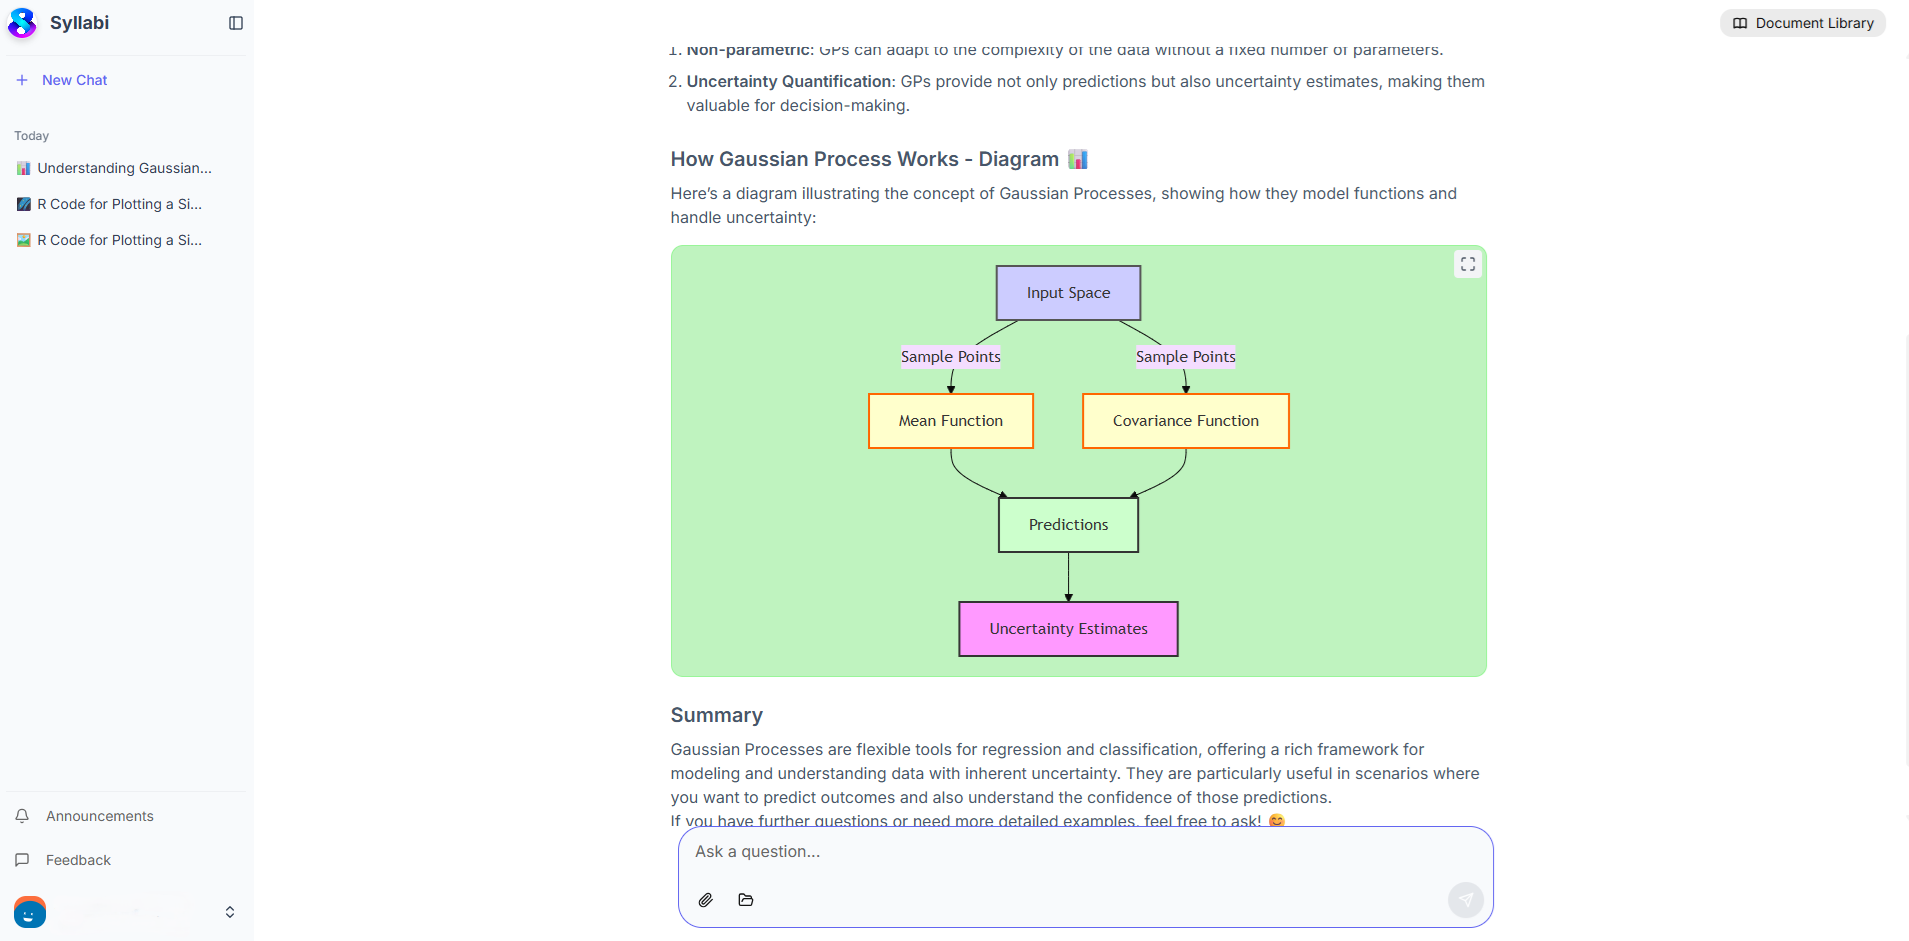 Syllabi
New Chat
Today
Understanding Gaussian...
R Code for Plotting a Si...
R Code for Plotting a Si...
Announcements
Feedback
Document Library
1. Non-parametric: GPs can adapt to the complexity of the data without a fixed number of parameters.
2. Uncertainty Quantification: GPs provide not only predictions but also uncertainty estimates, making them
valuable for decision-making.
How Gaussian Process Works - Diagram 📊
Here’s a diagram illustrating the concept of Gaussian Processes, showing how they model functions and
handle uncertainty:
Input Space
Sample Points
Sample Points
Mean Function
Covariance Function
Predictions
Uncertainty Estimates
Summary
Gaussian Processes are flexible tools for regression and classification, offering a rich framework for
modeling and understanding data with inherent uncertainty. They are particularly useful in scenarios where
you want to predict outcomes and also understand the confidence of those predictions.
If you have further questions or need more detailed examples, feel free to ask! 😊
Ask a question...